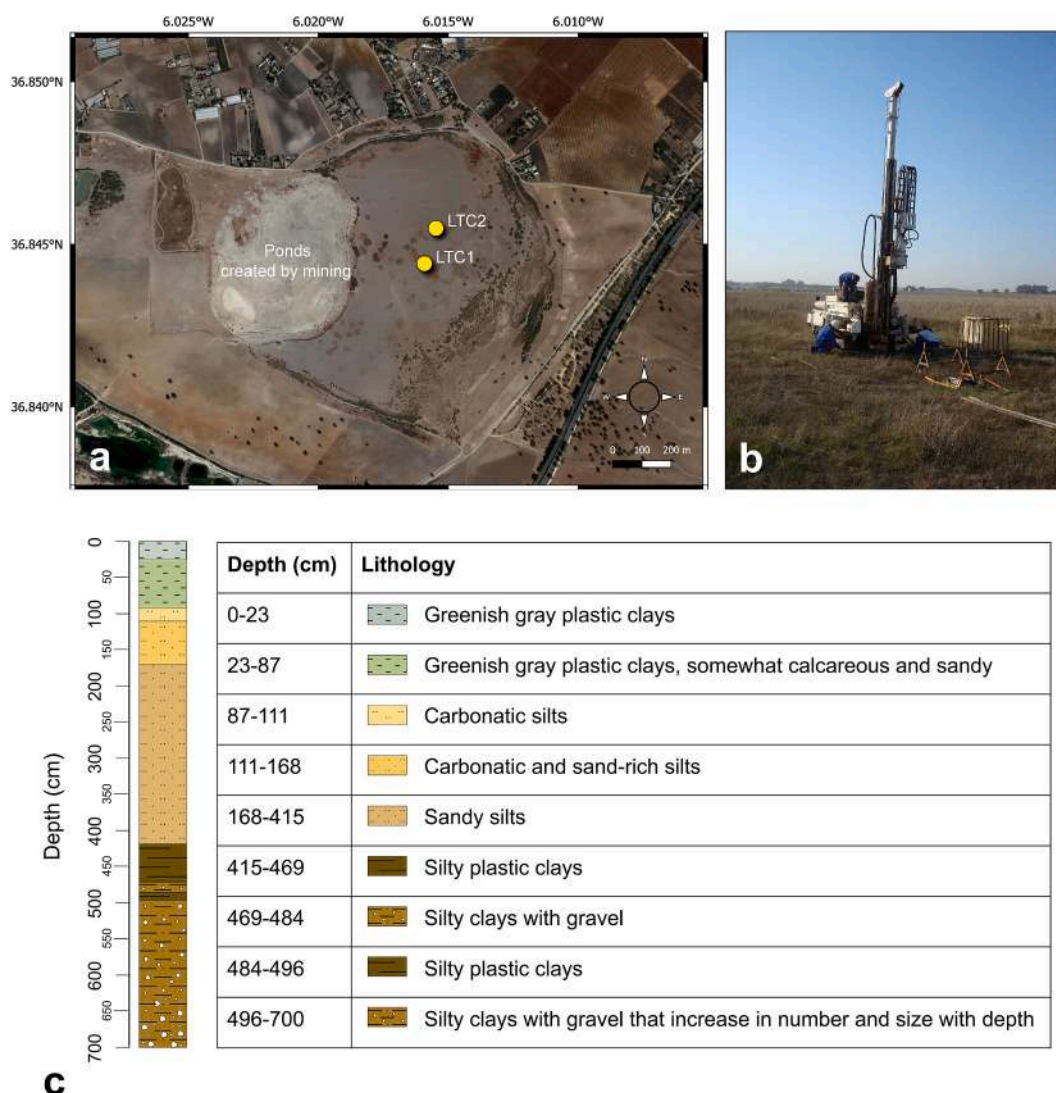 6.025°W 6.020°W 6.015°W 6.010°W
36.850°N
36.845°N
36.840°N
LTC2
LTC1
Ponds
created by mining
N
W E
S
0 100 200 m
a
b
0
50
100
150
200
250
300
350
400
450
500
550
600
650
700
Depth (cm)
Depth (cm) Lithology
0-23 Greenish gray plastic clays
23-87 Greenish gray plastic clays, somewhat calcareous and sandy
87-111 Carbonatic silts
111-168 Carbonatic and sand-rich silts
168-415 Sandy silts
415-469 Silty plastic clays
469-484 Silty clays with gravel
484-496 Silty plastic clays
496-700 Silty clays with gravel that increase in number and size with depth
c